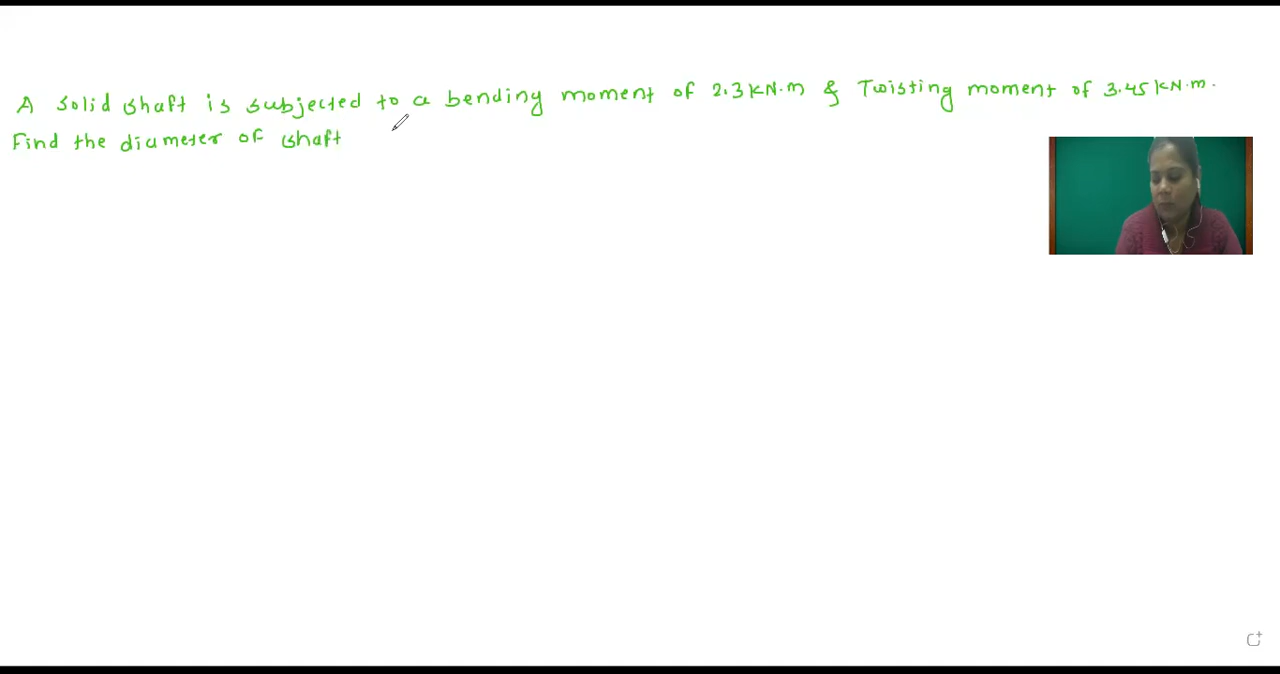 A solid shaft is subjected to a bending moment of 2.3 kN.m & Twisting moment of 3.45 kN.m.
Find the diameter of shaft